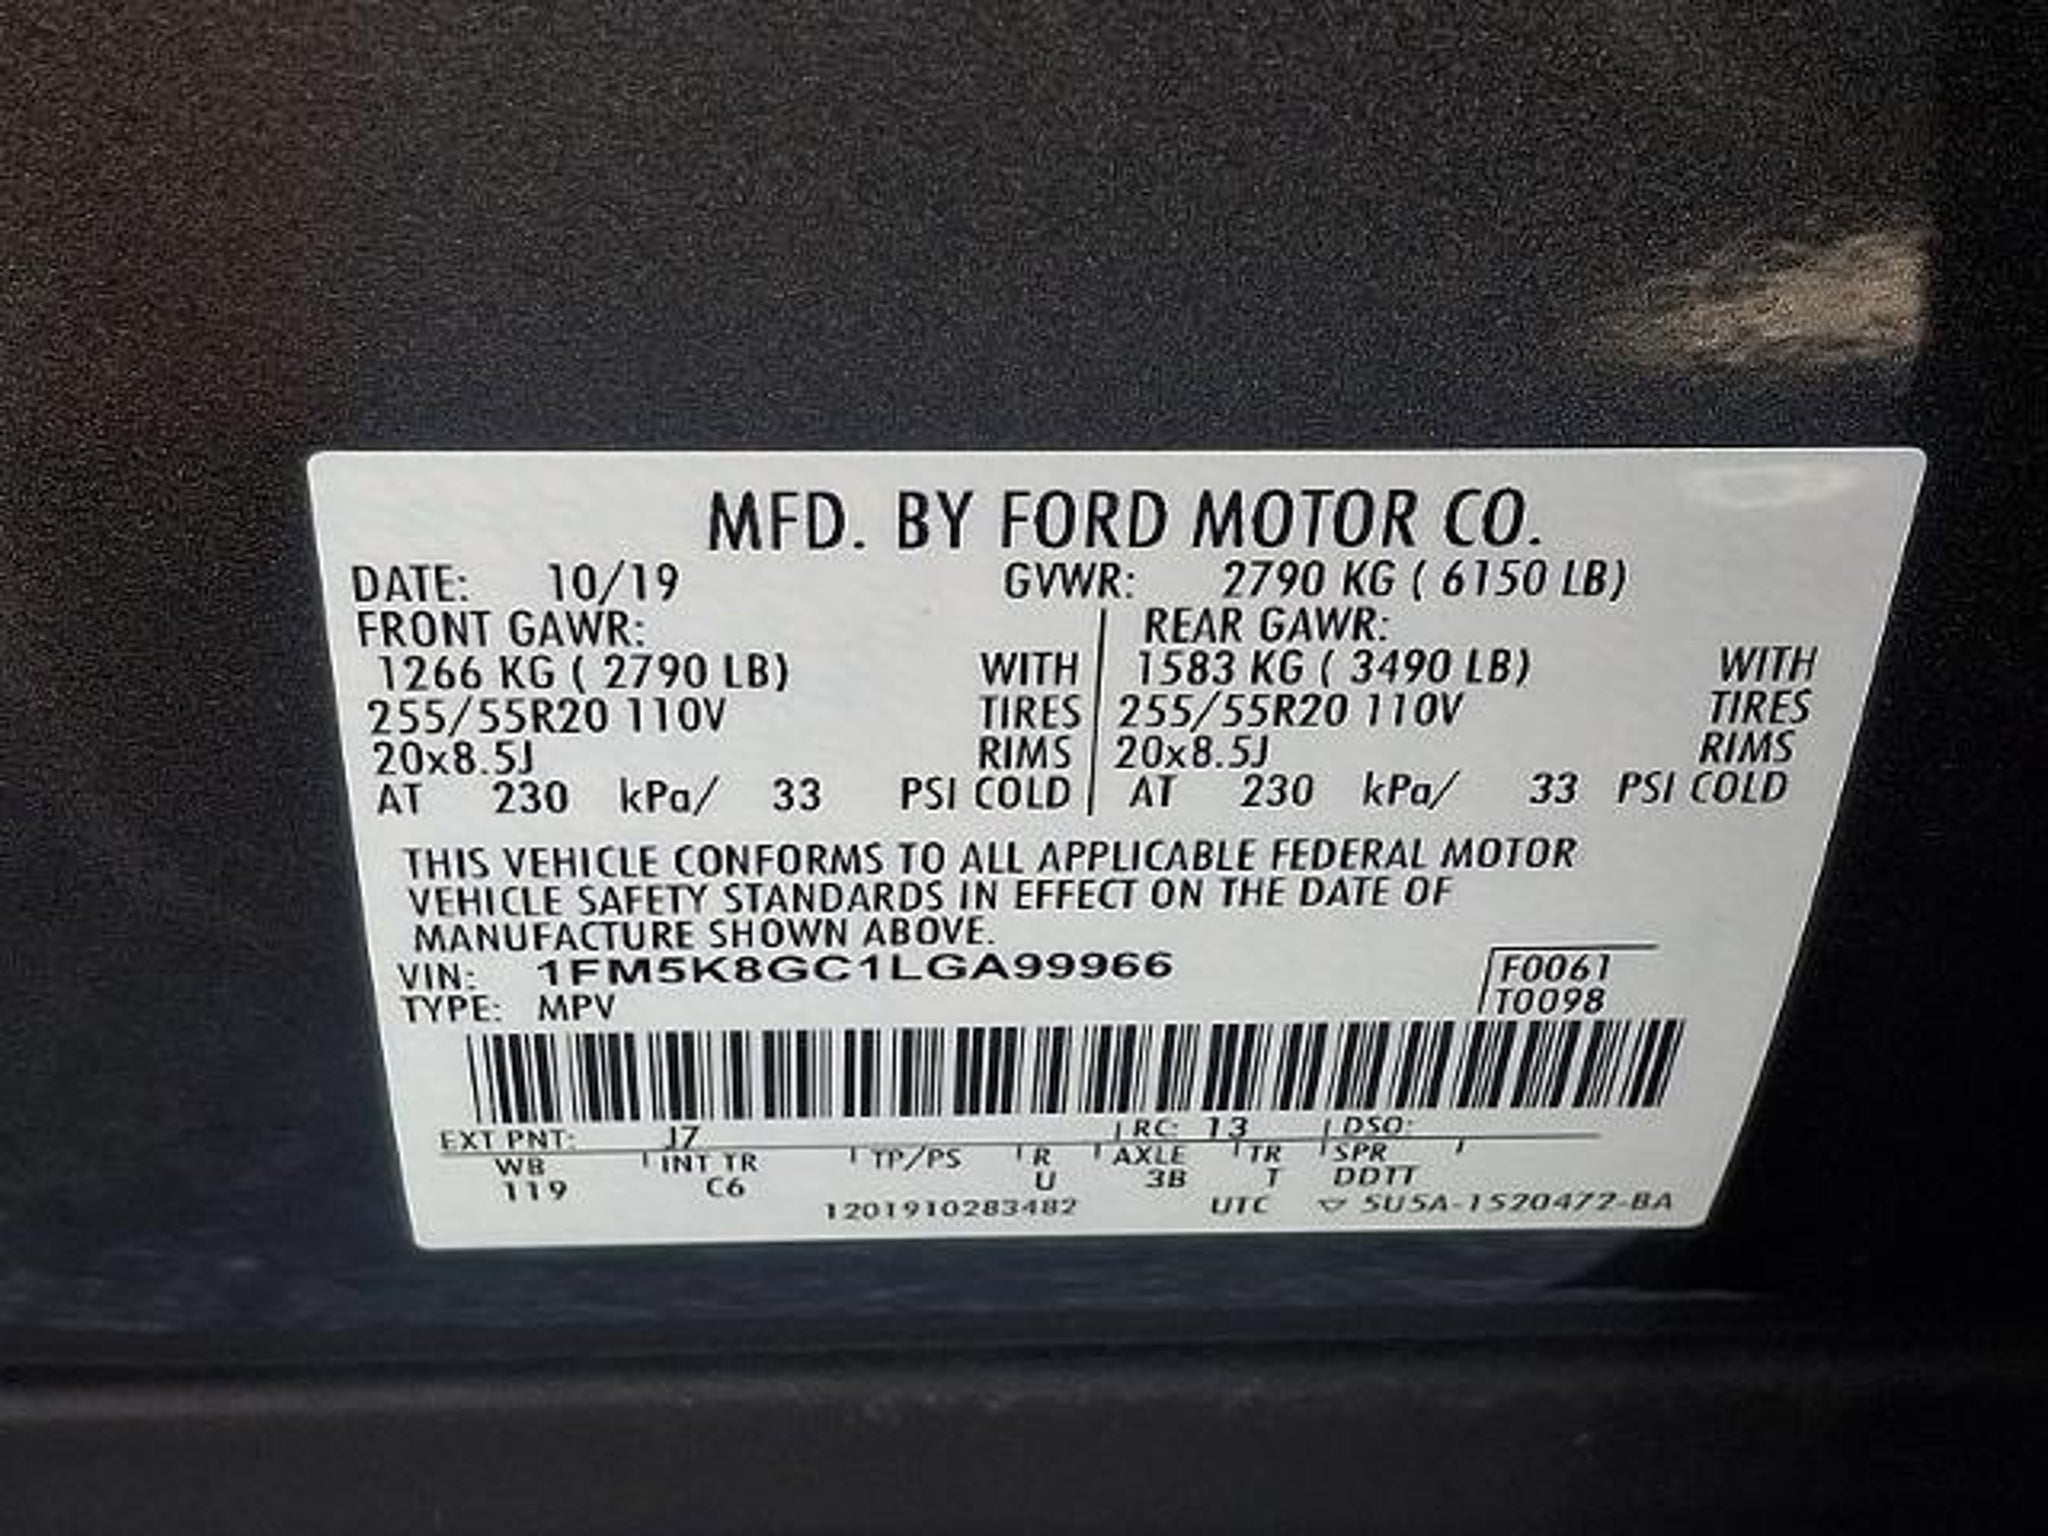 MFD. BY FORD MOTOR CO.
DATE: 10/19 GVWR: 2790 KG ( 6150 LB)
FRONT GAWR: REAR GAWR:
1266 KG ( 2790 LB) WITH 1583 KG ( 3490 LB) WITH
255/55R20 110V TIRES 255/55R20 110V TIRES
20x8.5J RIMS 20x8.5J RIMS
AT 230 kPa/ 33 PSI COLD AT 230 kPa/ 33 PSI COLD
THIS VEHICLE CONFORMS TO ALL APPLICABLE FEDERAL MOTOR
VEHICLE SAFETY STANDARDS IN EFFECT ON THE DATE OF
MANUFACTURE SHOWN ABOVE.
VIN: 1FM5K8GC1LGA99966 F0061
TYPE: MPV T0098
EXT PNT: J7 RC: 13 DSO:
WB INT TR TP/PS R AXLE TR SPR
119 C6 U 3B T DDTT
1201910283482 UTC 5U5A-1520472-BA